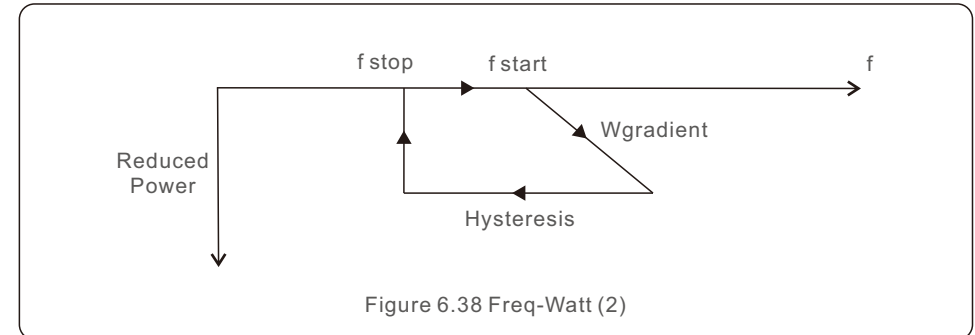 f stop
f start
f
Wgradient
Reduced
Power
Hysteresis
Figure 6.38 Freq-Watt (2)